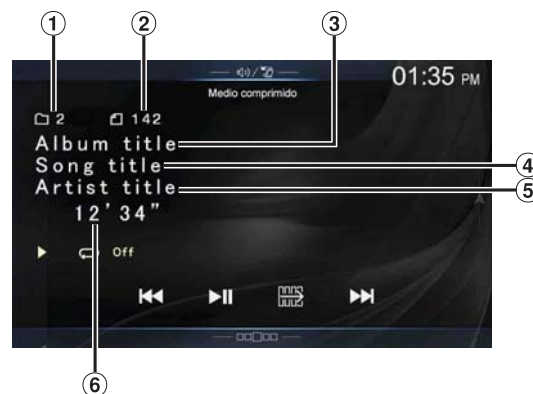 1 2 3
01:35 PM
Medio comprimido
2 142
Album title
Song title 4
Artist title 5
12'34"
Off
6